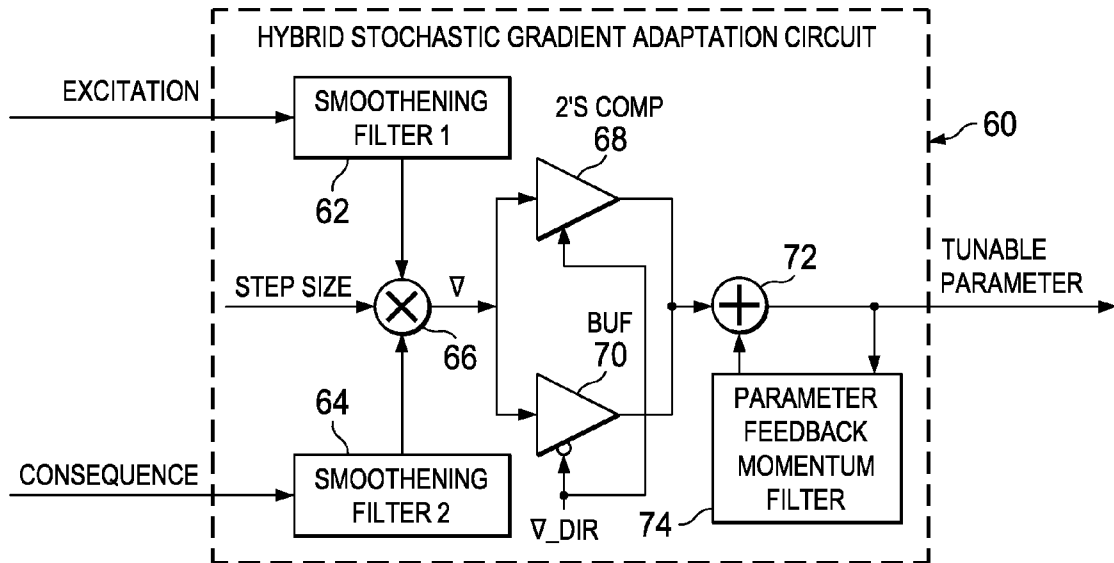 HYBRID STOCHASTIC GRADIENT ADAPTATION CIRCUIT
EXCITATION
SMOOTHENING
FILTER 1
62
2'S COMP
68
60
STEP SIZE
∇
66
BUF
70
72
TUNABLE
PARAMETER
64
CONSEQUENCE
SMOOTHENING
FILTER 2
∇_DIR
PARAMETER
FEEDBACK
MOMENTUM
FILTER
74